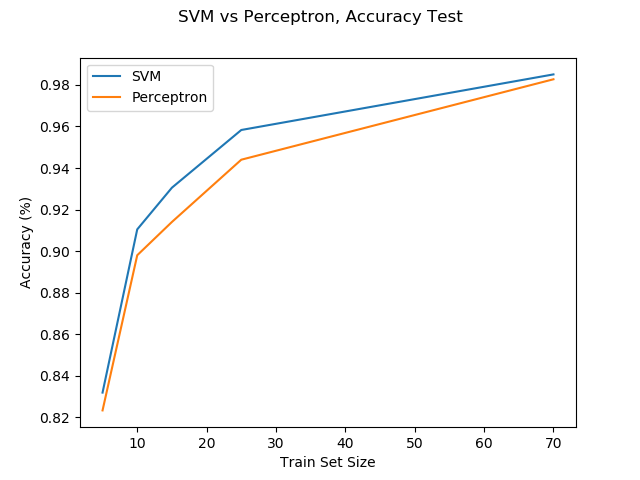 SVM vs Perceptron, Accuracy Test
SVM
Perceptron
0.98
0.96
0.94
0.92
0.90
0.88
0.86
0.84
0.82
Accuracy (%)
10 20 30 40 50 60 70
Train Set Size